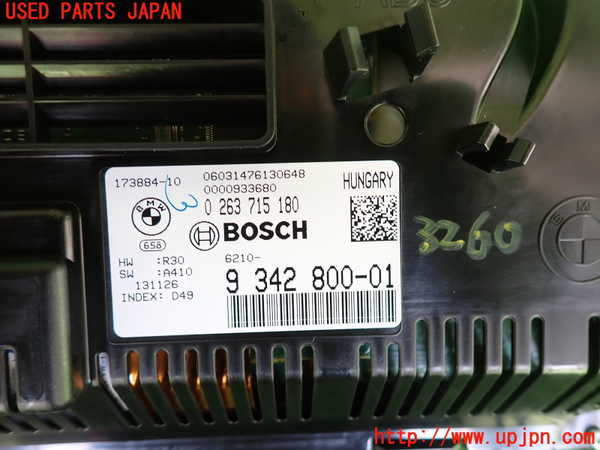 USED PARTS JAPAN
173884-10
06031476130648
0000933680
HUNGARY
BMW
0 263 715 180
658
BOSCH
3260
HW :R30
6210-
SW :A410
9 342 800-01
131126
INDEX: D49
http://www.upjpn.com